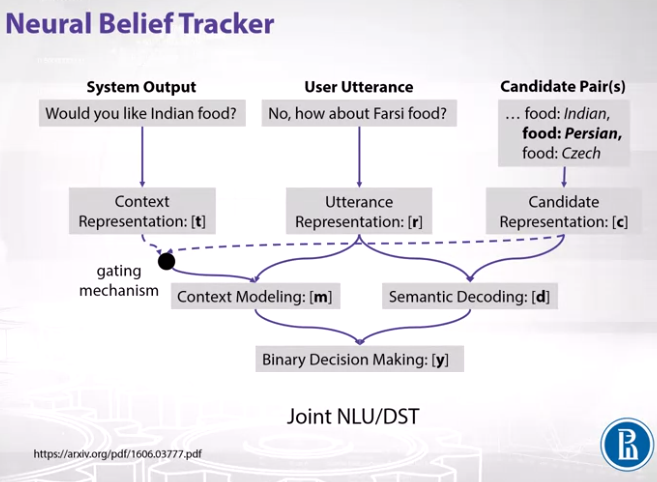 Neural Belief Tracker
System Output
User Utterance
Candidate Pair(s)
Would you like Indian food?
No, how about Farsi food?
... food: Indian,
food: Persian,
food: Czech
Context
Representation: [t]
Utterance
Representation: [r]
Candidate
Representation: [c]
gating
mechanism
Context Modeling: [m]
Semantic Decoding: [d]
Binary Decision Making: [y]
Joint NLU/DST
https://arxiv.org/pdf/1606.03777.pdf